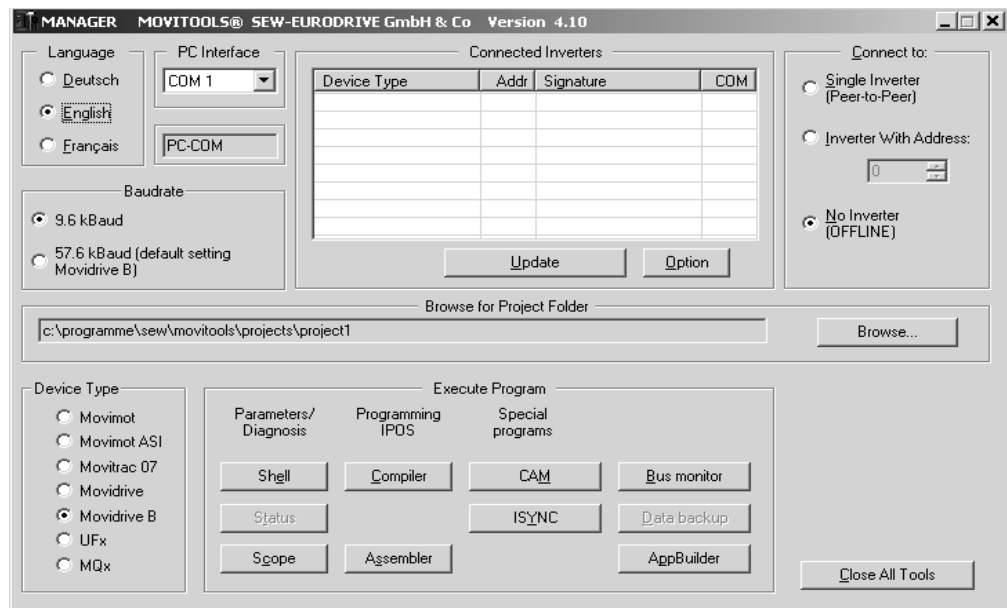 MANAGER MOVITOOLS® SEW-EURODRIVE GmbH & Co Version 4.10
Language
Deutsch
English
Français
PC Interface
COM 1
PC-COM
Baudrate
9.6 kBaud
57.6 kBaud (default setting
Movidrive B)
Connected Inverters
Device Type Addr Signature COM
Update Option
Connect to:
Single Inverter
(Peer-to-Peer)
Inverter With Address:
0
No Inverter
(OFFLINE)
Browse for Project Folder
c:\programme\sew\movitools\projects\project1
Browse...
Device Type
Movimot
Movimot ASI
Movitrac 07
Movidrive
Movidrive B
UFx
MQx
Execute Program
Parameters/
Diagnosis
Programming
IPOS
Special
programs
Shell Compiler CAM Bus monitor
Status ISYNC Data backup
Scope Assembler AppBuilder
Close All Tools